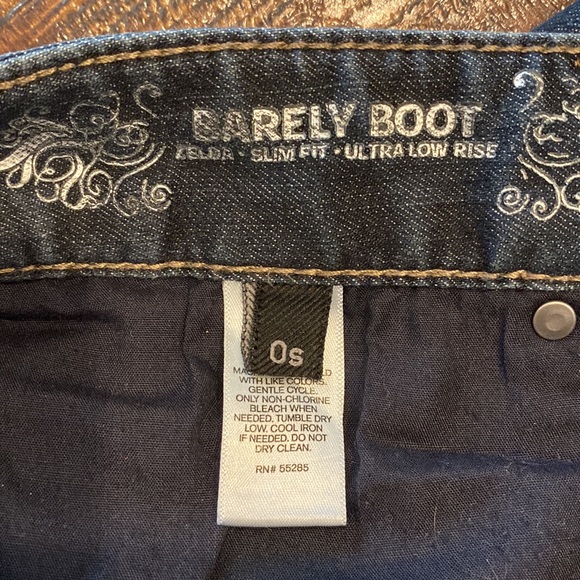 BARELY BOOT
ZELDA • SLIM FIT • ULTRA LOW RISE
0s
WITH LIKE COLORS.
GENTLE CYCLE.
ONLY NON-CHLORINE
BLEACH WHEN
NEEDED, TUMBLE DRY
LOW. COOL IRON
IF NEEDED. DO NOT
DRY CLEAN.
RN# 55285